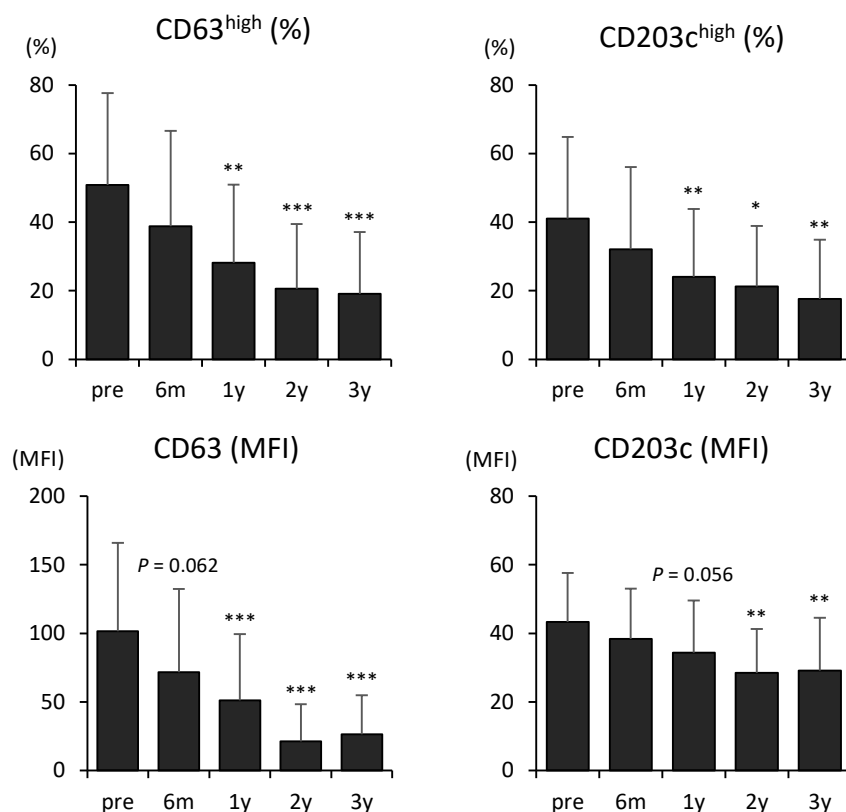 CD63high (%)
(%)
80
60
40
20
0
**
***
***
pre 6m 1y 2y 3y
CD203chigh (%)
(%)
80
60
40
20
0
**
*
**
pre 6m 1y 2y 3y
CD63 (MFI)
(MFI)
200
150
100
50
0
P = 0.062
***
***
***
pre 6m 1y 2y 3y
CD203c (MFI)
(MFI)
80
60
40
20
0
P = 0.056
**
**
pre 6m 1y 2y 3y